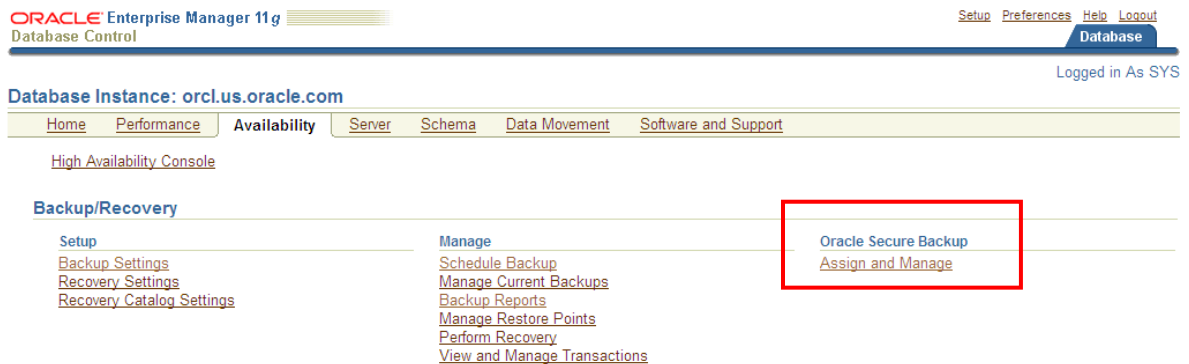 ORACLE Enterprise Manager 11g
Database Control
Setup Preferences Help Logout
Database
Logged in As SYS
Database Instance: orcl.us.oracle.com
Home Performance Availability Server Schema Data Movement Software and Support
High Availability Console
Backup/Recovery
Setup
Backup Settings
Recovery Settings
Recovery Catalog Settings
Manage
Schedule Backup
Manage Current Backups
Backup Reports
Manage Restore Points
Perform Recovery
View and Manage Transactions
Oracle Secure Backup
Assign and Manage